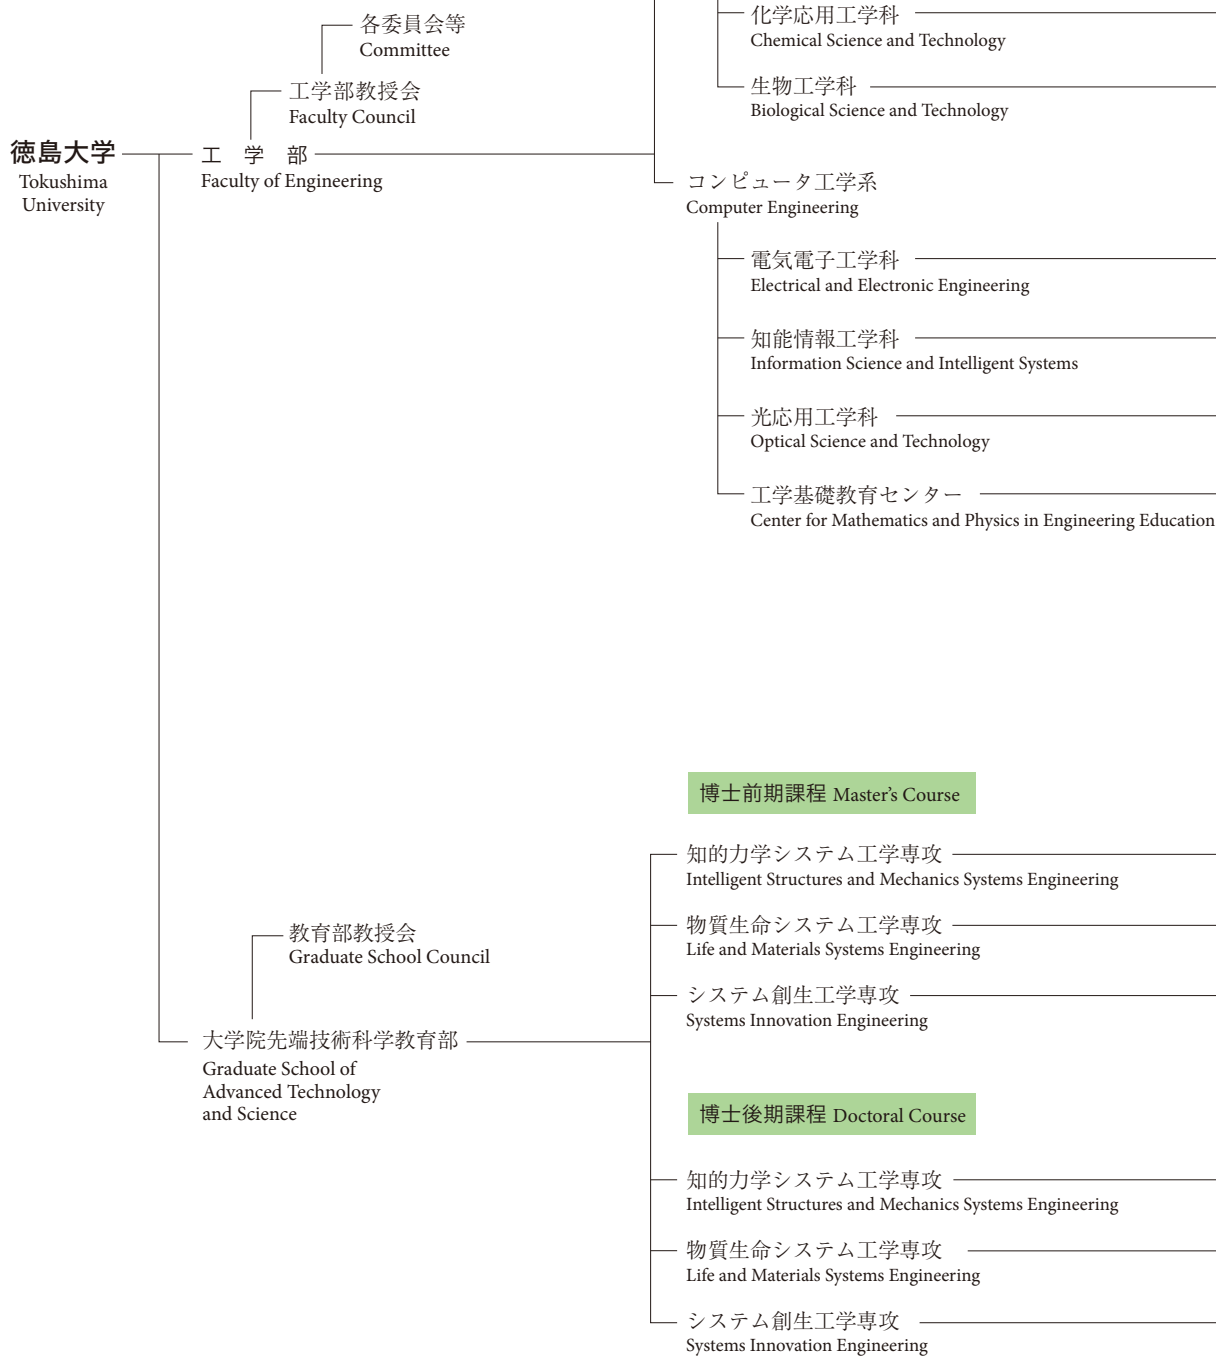 各委員会等
Committee
工学部教授会
Faculty Council
徳島大学
Tokushima
University
工 学 部
Faculty of Engineering
化学応用工学科
Chemical Science and Technology
生物工学科
Biological Science and Technology
コンピュータ工学系
Computer Engineering
電気電子工学科
Electrical and Electronic Engineering
知能情報工学科
Information Science and Intelligent Systems
光応用工学科
Optical Science and Technology
工学基礎教育センター
Center for Mathematics and Physics in Engineering Education
教育部教授会
Graduate School Council
大学院先端技術科学教育部
Graduate School of
Advanced Technology
and Science
博士前期課程 Master's Course
知的力学システム工学専攻
Intelligent Structures and Mechanics Systems Engineering
物質生命システム工学専攻
Life and Materials Systems Engineering
システム創生工学専攻
Systems Innovation Engineering
博士後期課程 Doctoral Course
知的力学システム工学専攻
Intelligent Structures and Mechanics Systems Engineering
物質生命システム工学専攻
Life and Materials Systems Engineering
システム創生工学専攻
Systems Innovation Engineering